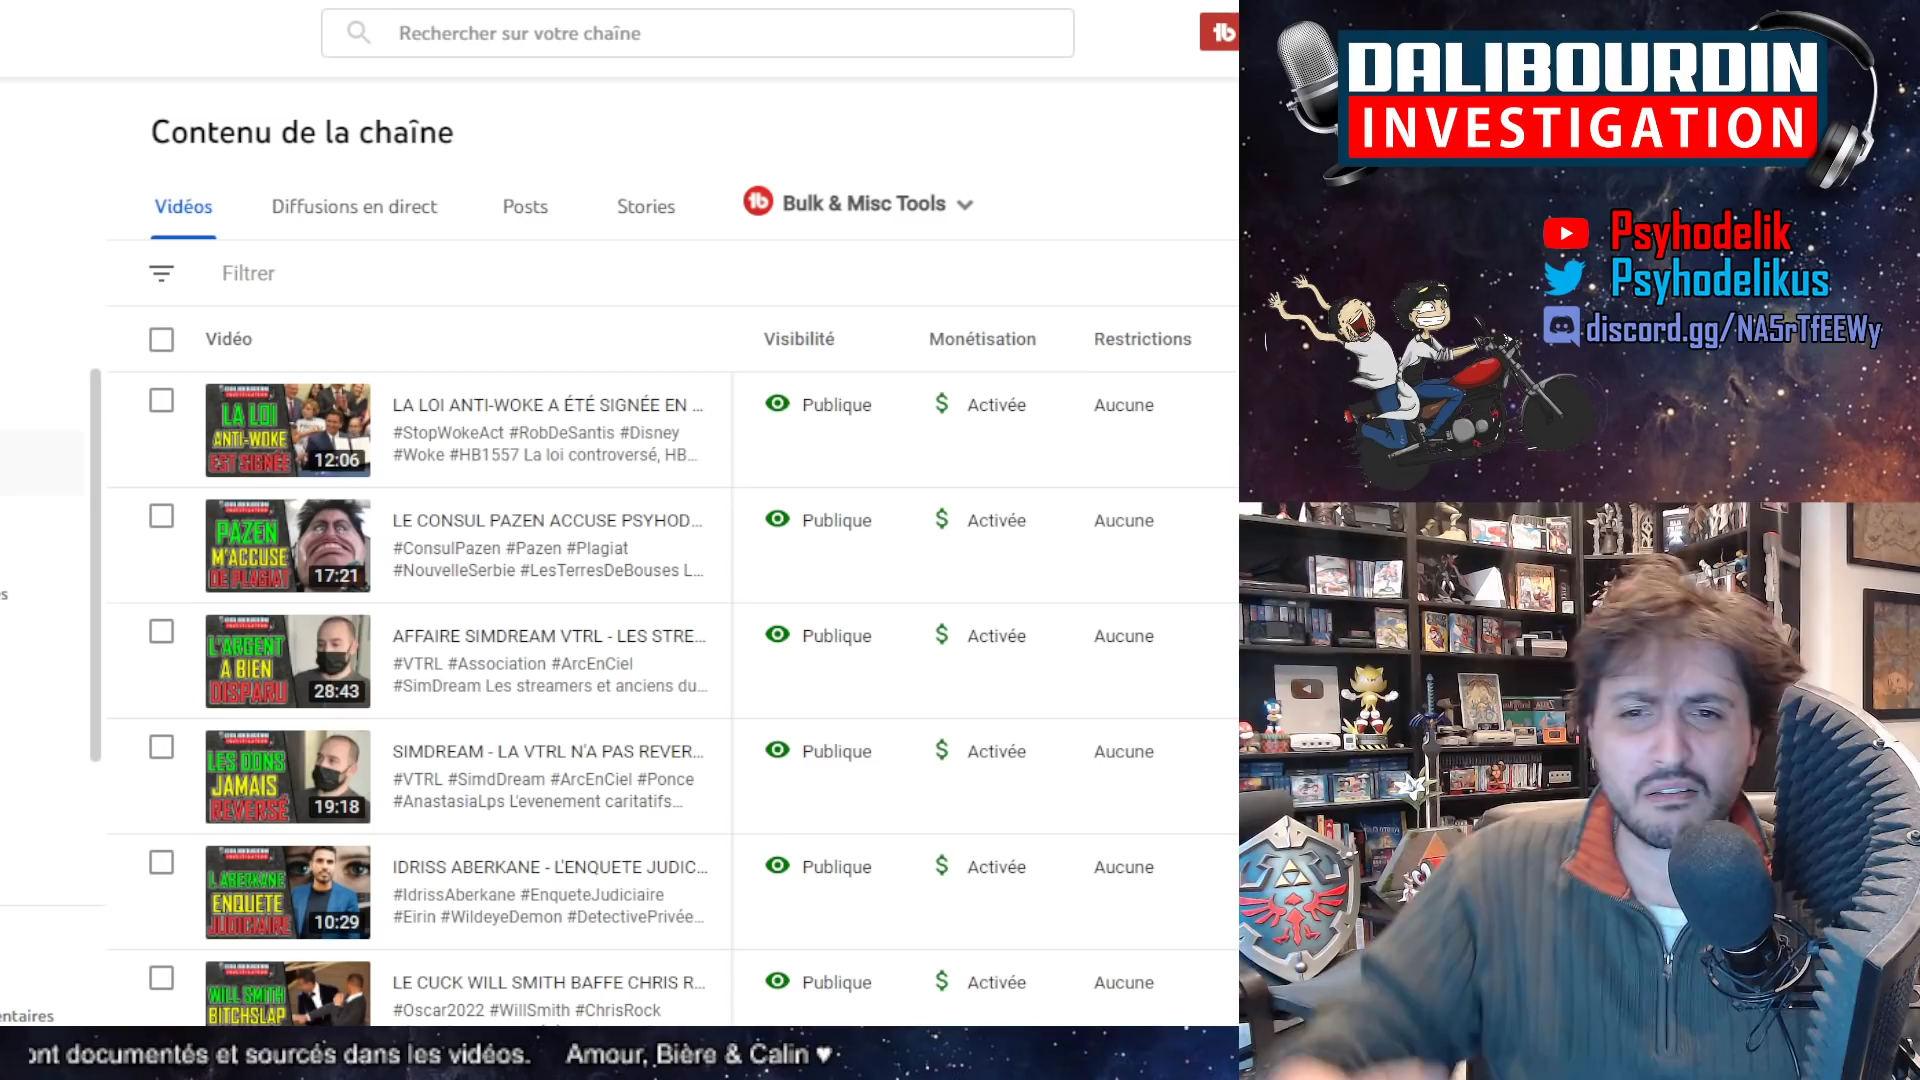 Rechercher sur votre chaîne
Contenu de la chaîne
Vidéos
Diffusions en direct
Posts
Stories
Bulk & Misc Tools
Filtrer
Vidéo
Visibilité
Monétisation
Restrictions
LA LOI
ANTI-WOKE
EST SIGNÉE
12:06
LA LOI ANTI-WOKE A ÉTÉ SIGNÉE EN ...
#StopWokeAct #RobDeSantis #Disney
#Woke #HB1557 La loi controversé, HB...
Publique
Activée
Aucune
PAZEN
M'ACCUSE
DE PLAGIAT
17:21
LE CONSUL PAZEN ACCUSE PSYHOD...
#ConsulPazen #Pazen #Plagiat
#NouvelleSerbie #LesTerresDeBouses L...
Publique
Activée
Aucune
L'ARGENT
A BIEN
DISPARU
28:43
AFFAIRE SIMDREAM VTRL - LES STRE...
#VTRL #Association #ArcEnCiel
#SimDream Les streamers et anciens du...
Publique
Activée
Aucune
LES DONS
JAMAIS
REVERSÉ
19:18
SIMDREAM - LA VTRL N'A PAS REVER...
#VTRL #SimdDream #ArcEnCiel #Ponce
#AnastasiaLps L'evenement caritatifs...
Publique
Activée
Aucune
I. ABERKANE
ENQUETE
JUDICIAIRE
10:29
IDRISS ABERKANE - L'ENQUETE JUDIC...
#IdrissAberkane #EnqueteJudiciaire
#Eirin #WildeyeDemon #DetectivePrivée...
Publique
Activée
Aucune
WILL SMITH
BITCHSLAP
LE CUCK WILL SMITH BAFFE CHRIS R...
#Oscar2022 #WillSmith #ChrisRock
Publique
Activée
Aucune
entaires
ont documentés et sourcés dans les vidéos. Amour, Bière & Calin ♥
DALIBOURDIN
INVESTIGATION
Psyhodelik
Psyhodelikus
discord.gg/NA5rTfEEWy